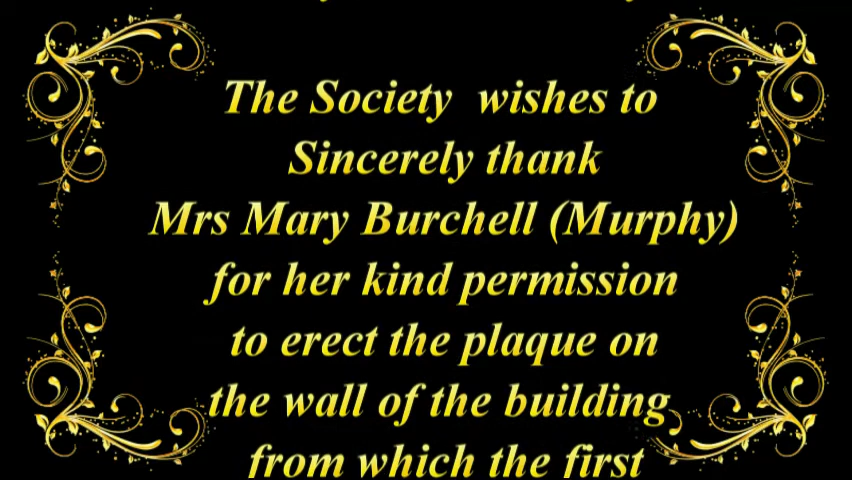 The Society wishes to
Sincerely thank
Mrs Mary Burchell (Murphy)
for her kind permission
to erect the plaque on
the wall of the building
from which the first